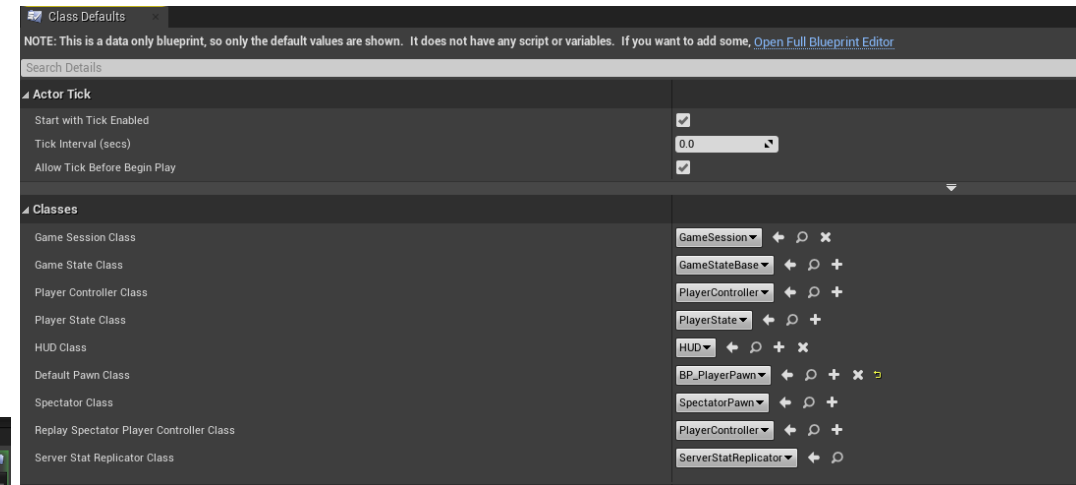 Class Defaults
NOTE: This is a data only blueprint, so only the default values are shown. It does not have any script or variables. If you want to add some, Open Full Blueprint Editor
Search Details
Actor Tick
Start with Tick Enabled
Tick Interval (secs) 0.0
Allow Tick Before Begin Play
Classes
Game Session Class GameSession
Game State Class GameStateBase
Player Controller Class PlayerController
Player State Class PlayerState
HUD Class HUD
Default Pawn Class BP_PlayerPawn
Spectator Class SpectatorPawn
Replay Spectator Player Controller Class PlayerController
Server Stat Replicator Class ServerStatReplicator